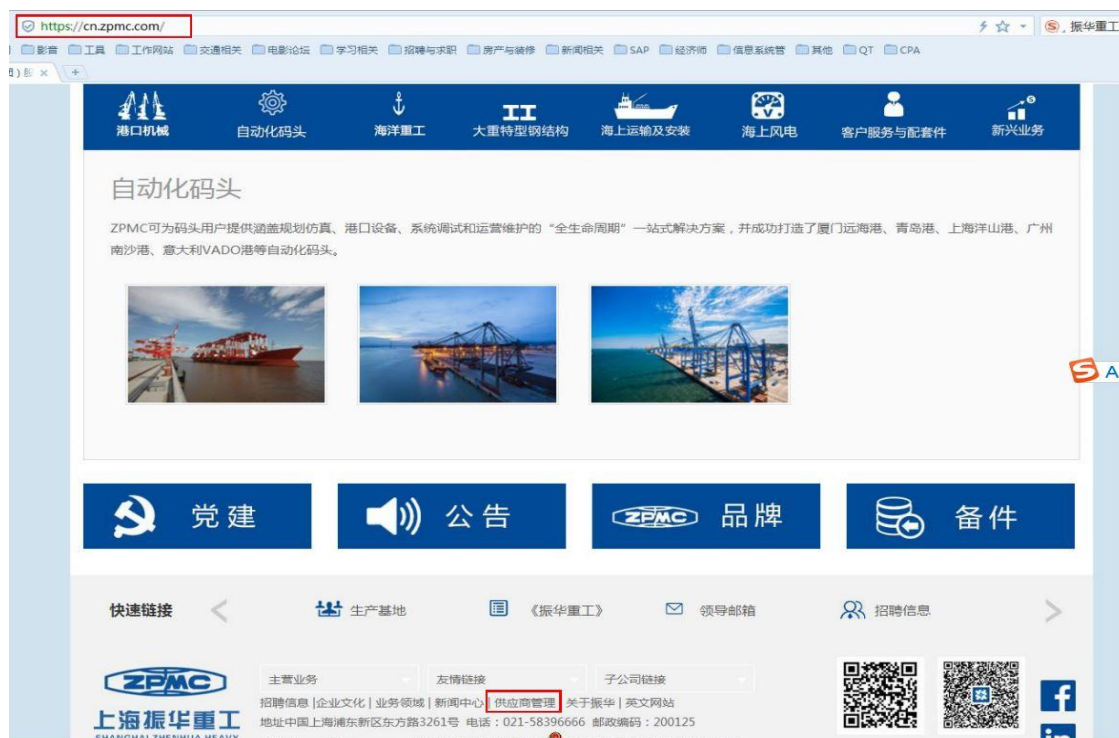 https://cn.zpmc.com/
振华重工
影音 工具 工作网站 交通相关 电影论坛 学习相关 招聘与求职 房产与装修 新闻相关 SAP 经济师 信息系统管 其他 QT CPA
港口机械 自动化码头 海洋重工 大重特型钢结构 海上运输及安装 海上风电 客户服务与配套件 新兴业务
自动化码头
ZPMC可为码头用户提供涵盖规划仿真、港口设备、系统调试和运营维护的“全生命周期”一站式解决方案，并成功打造了厦门远海港、青岛港、上海洋山港、广州
南沙港、意大利VADO港等自动化码头。
党建 公告 ZPMC 品牌 备件
快速链接 生产基地 《振华重工》 领导邮箱 招聘信息
ZPMC
主营业务 友情链接 子公司链接
招聘信息 |企业文化 | 业务领域 | 新闻中心 | 供应商管理 | 关于振华 | 英文网站
上海振华重工
地址中国上海浦东新区东方路3261号 电话：021-58396666 邮政编码：200125
SHANGHAI ZHENHUA HEAVY